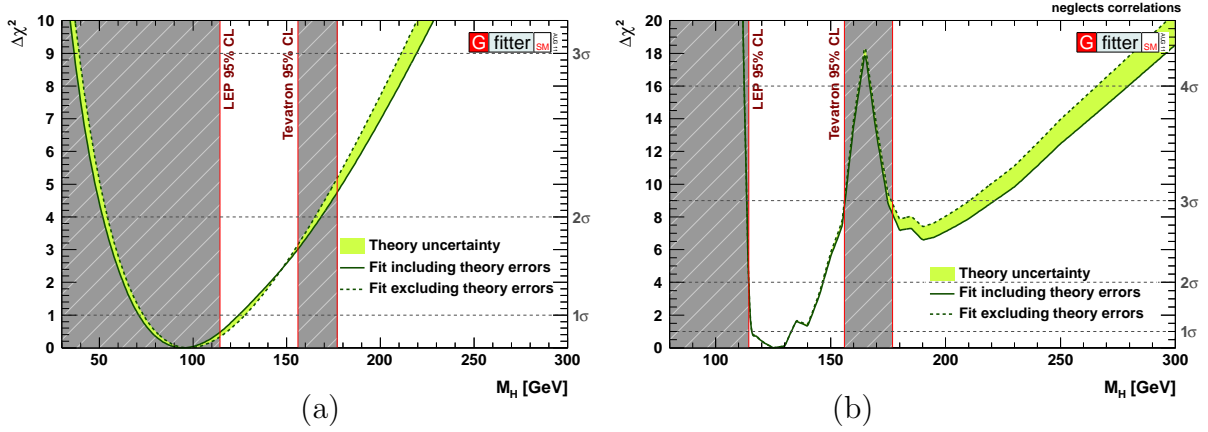 neglects correlations
Δχ²
10
9
8
7
6
5
4
3
2
1
0
50
100
150
200
250
300
M_H [GeV]
LEP 95% CL
Tevatron 95% CL
3σ
2σ
1σ
G fitter SM
AUG 11
Theory uncertainty
Fit including theory errors
Fit excluding theory errors
(a)
Δχ²
20
18
16
14
12
10
8
6
4
2
0
100
150
200
250
300
M_H [GeV]
LEP 95% CL
Tevatron 95% CL
4σ
3σ
2σ
1σ
G fitter SM
AUG 11
Theory uncertainty
Fit including theory errors
Fit excluding theory errors
(b)